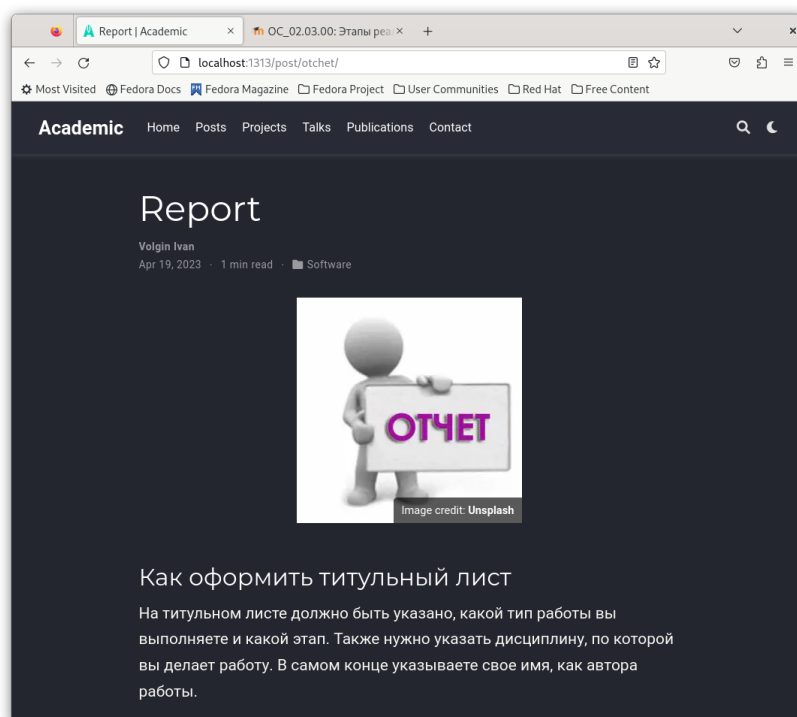 Report | Academic
ОС_02.03.00: Этапы реа
localhost:1313/post/otchet/
Most Visited Fedora Docs Fedora Magazine Fedora Project User Communities Red Hat Free Content
Academic Home Posts Projects Talks Publications Contact
Report
Volgin Ivan
Apr 19, 2023 · 1 min read · Software
ОТЧЕТ
Image credit: Unsplash
Как оформить титульный лист
На титульном листе должно быть указано, какой тип работы вы
выполняете и какой этап. Также нужно указать дисциплину, по которой
вы делает работу. В самом конце указываете свое имя, как автора
работы.